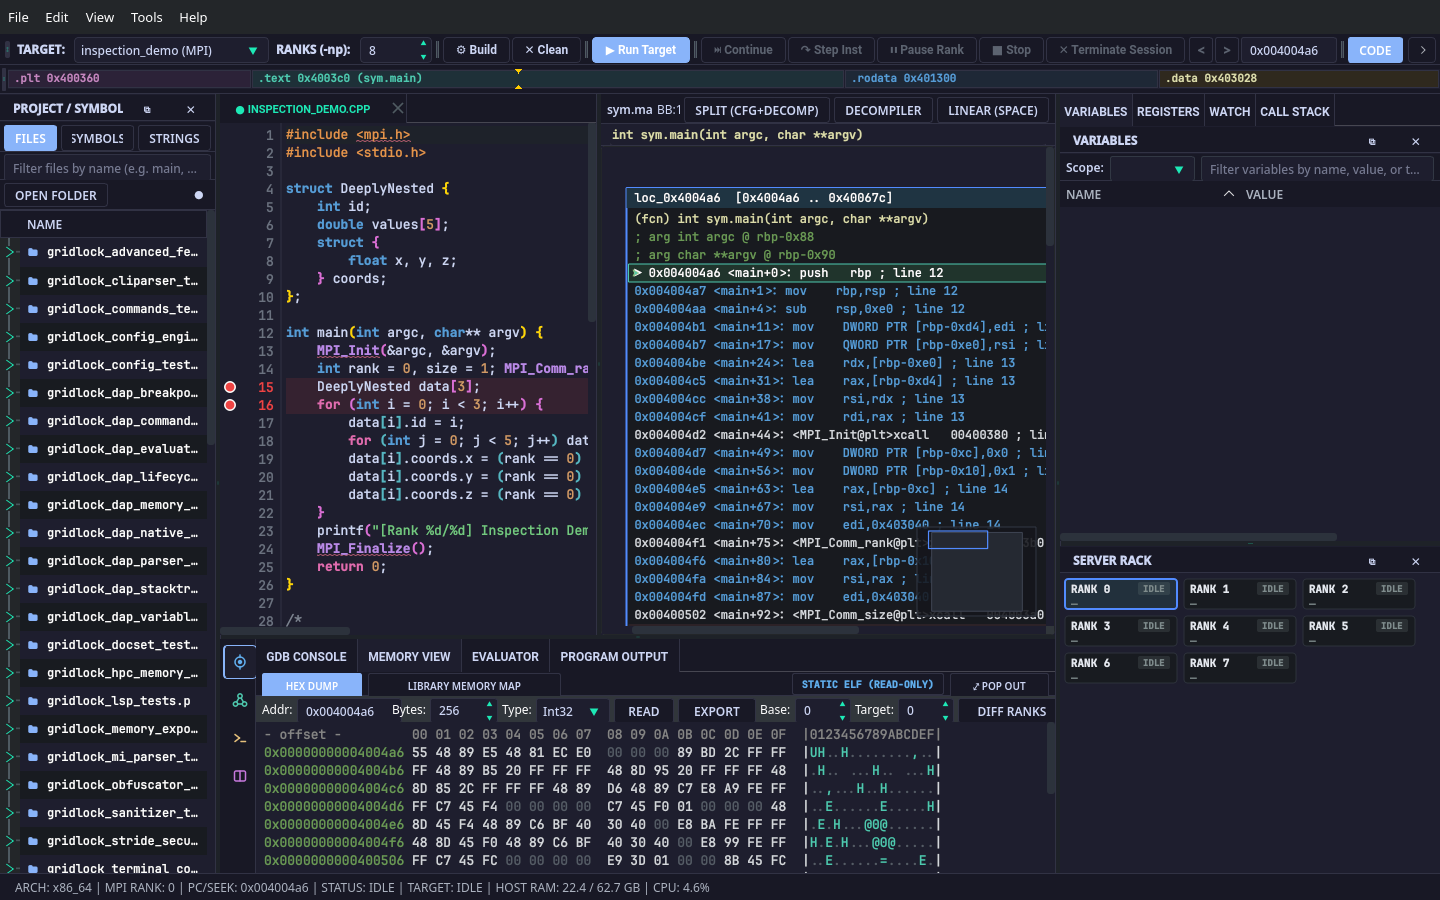 File Edit View Tools Help
TARGET: inspection_demo (MPI) RANKS (-np): 8 Build Clean Run Target Continue Step Inst Pause Rank Stop Terminate Session < > 0x004004a6 CODE >
.plt 0x400360 .text 0x4003c0 (sym.main) .rodata 0x401300 .data 0x403028
PROJECT / SYMBOL
FILES SYMBOLS STRINGS
Filter files by name (e.g. main, ...
OPEN FOLDER
NAME
gridlock_advanced_fe...
gridlock_cliparser_t...
gridlock_commands_te...
gridlock_config_engi...
gridlock_config_test...
gridlock_dap_breakpo...
gridlock_dap_command...
gridlock_dap_evaluat...
gridlock_dap_lifecyc...
gridlock_dap_memory_...
gridlock_dap_native_...
gridlock_dap_parser_...
gridlock_dap_stacktr...
gridlock_dap_variabl...
gridlock_docset_test...
gridlock_hpc_memory_...
gridlock_lsp_tests.p
gridlock_memory_expo...
gridlock_mi_parser_t...
gridlock_obfuscator_...
gridlock_sanitizer_t...
gridlock_stride_secu...
gridlock_terminal_co...
INSPECTION_DEMO.CPP
1 #include <mpi.h>
2 #include <stdio.h>
3
4 struct DeeplyNested {
5 int id;
6 double values[5];
7 struct {
8 float x, y, z;
9 } coords;
10 };
11
12 int main(int argc, char** argv) {
13 MPI_Init(&argc, &argv);
14 int rank = 0, size = 1; MPI_Comm_ra
15 DeeplyNested data[3];
16 for (int i = 0; i < 3; i++) {
17 data[i].id = i;
18 for (int j = 0; j < 5; j++) dat
19 data[i].coords.x = (rank == 0)
20 data[i].coords.y = (rank == 0)
21 data[i].coords.z = (rank == 0)
22 }
23 printf("[Rank %d/%d] Inspection Dem
24 MPI_Finalize();
25 return 0;
26 }
27
28 /*
sym.ma BB:1 SPLIT (CFG+DECOMP) DECOMPILER LINEAR (SPACE)
int sym.main(int argc, char **argv)
loc_0x4004a6 [0x4004a6 .. 0x40067c]
(fcn) int sym.main(int argc, char **argv)
; arg int argc @ rbp-0x88
; arg char **argv @ rbp-0x90
0x004004a6 <main+0>: push rbp ; line 12
0x004004a7 <main+1>: mov rbp,rsp ; line 12
0x004004aa <main+4>: sub rsp,0xe0 ; line 12
0x004004b1 <main+11>: mov DWORD PTR [rbp-0xd4],edi ; li
0x004004b7 <main+17>: mov QWORD PTR [rbp-0xe0],rsi ; li
0x004004be <main+24>: lea rdx,[rbp-0xe0] ; line 13
0x004004c5 <main+31>: lea rax,[rbp-0xd4] ; line 13
0x004004cc <main+38>: mov rsi,rdx ; line 13
0x004004cf <main+41>: mov rdi,rax ; line 13
0x004004d2 <main+44>: <MPI_Init@plt>xcall 00400380 ; lin
0x004004d7 <main+49>: mov DWORD PTR [rbp-0xc],0x0 ; line
0x004004de <main+56>: mov DWORD PTR [rbp-0x10],0x1 ; li
0x004004e5 <main+63>: lea rax,[rbp-0xc] ; line 14
0x004004e9 <main+67>: mov rsi,rax ; line 14
0x004004ec <main+70>: mov edi,0x403040 ; line 14
0x004004f1 <main+75>: <MPI_Comm_rank@plt>
0x004004f6 <main+80>: lea rax,[rbp-0x
0x004004fa <main+84>: mov rsi,rax ;
0x004004fd <main+87>: mov edi,0x40304
0x00400502 <main+92>: <MPI_Comm_size@plt>xcall
VARIABLES REGISTERS WATCH CALL STACK
VARIABLES
Scope: Filter variables by name, value, or t...
NAME VALUE
SERVER RACK
RANK 0 IDLE RANK 1 IDLE RANK 2 IDLE
RANK 3 IDLE RANK 4 IDLE RANK 5 IDLE
RANK 6 IDLE RANK 7 IDLE
GDB CONSOLE MEMORY VIEW EVALUATOR PROGRAM OUTPUT
HEX DUMP LIBRARY MEMORY MAP STATIC ELF (READ-ONLY) POP OUT
Addr: 0x004004a6 Bytes: 256 Type: Int32 READ EXPORT Base: 0 Target: 0 DIFF RANKS
- offset - 00 01 02 03 04 05 06 07 08 09 0A 0B 0C 0D 0E 0F |0123456789ABCDEF|
0x00000000004004a6 55 48 89 E5 48 81 EC E0 00 00 00 89 BD 2C FF FF |UH..H........,..|
0x00000000004004b6 FF 48 89 B5 20 FF FF FF 48 8D 95 20 FF FF FF 48 |.H.. ...H.. ...H|
0x00000000004004c6 8D 85 2C FF FF FF 48 89 D6 48 89 C7 E8 A9 FE FF |..,...H..H......|
0x00000000004004d6 FF C7 45 F4 00 00 00 00 C7 45 F0 01 00 00 00 48 |..E......E.....H|
0x00000000004004e6 8D 45 F4 48 89 C6 BF 40 30 40 00 E8 BA FE FF FF |.E.H...@0@......|
0x00000000004004f6 48 8D 45 F0 48 89 C6 BF 40 30 40 00 E8 99 FE FF |H.E.H...@0@.....|
0x0000000000400506 FF C7 45 FC 00 00 00 00 E9 3D 01 00 00 8B 45 FC |..E......=....E.|
ARCH: x86_64 | MPI RANK: 0 | PC/SEEK: 0x004004a6 | STATUS: IDLE | TARGET: IDLE | HOST RAM: 22.4 / 62.7 GB | CPU: 4.6%